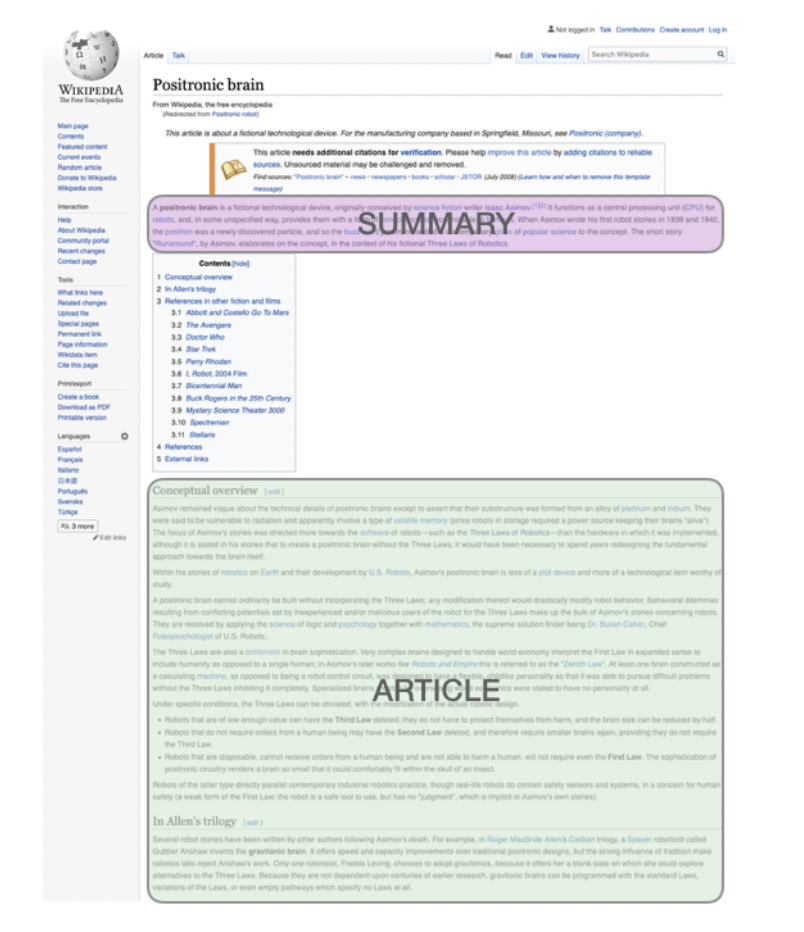 Not logged in Talk Contributions Create account Log in
Article Talk
Read Edit View history Search Wikipedia
WIKIPEDIA
The Free Encyclopedia
Main page
Contents
Featured content
Current events
Random article
Donate to Wikipedia
Wikipedia store
Interaction
Help
About Wikipedia
Community portal
Recent changes
Contact page
Tools
What links here
Related changes
Upload file
Special pages
Permanent link
Page information
Wikidata item
Cite this page
Print/export
Create a book
Download as PDF
Printable version
Languages
Español
Français
Italiano
日本語
Português
Svenska
Türkçe
3 more
Edit links
Positronic brain
From Wikipedia, the free encyclopedia
(Redirected from Positronic robot)
This article is about a fictional technological device. For the manufacturing company based in Springfield, Missouri, see Positronic (company).
This article needs additional citations for verification. Please help improve this article by adding citations to reliable
sources. Unsourced material may be challenged and removed.
Find sources: "Positronic brain" – news · newspapers · books · scholar · JSTOR (July 2008) (Learn how and when to remove this template
message)
A positronic brain is a fictional technological device, originally conceived by science fiction writer Isaac Asimov.[1][2] It functions as a central processing unit (CPU) for
robots, and, in some unspecified way, provides them with a When Asimov wrote his first robot stories in 1939 and 1940,
SUMMARY
the positron was a newly discovered particle, and so the of popular science to the concept. The short story
"Runaround", by Asimov, elaborates on the concept, in the context of his fictional Three Laws of Robotics.
Contents [hide]
1 Conceptual overview
2 In Allen's trilogy
3 References in other fiction and films
3.1 Abbott and Costello Go To Mars
3.2 The Avengers
3.3 Doctor Who
3.4 Star Trek
3.5 Perry Rhodan
3.6 I, Robot, 2004 Film
3.7 Bicentennial Man
3.8 Buck Rogers in the 25th Century
3.9 Mystery Science Theater 3000
3.10 Spectreman
3.11 Stellaris
4 References
5 External links
Conceptual overview [ edit ]
Asimov remained vague about the technical details of positronic brains except to assert that their substructure was formed from an alloy of platinum and iridium. They
were said to be vulnerable to radiation and apparently involve a type of volatile memory (since robots in storage required a power source keeping their brains "alive").
The focus of Asimov's stories was directed more towards the software of robots—such as the Three Laws of Robotics—than the hardware in which it was implemented,
although it is stated in his stories that to create a positronic brain without the Three Laws, it would have been necessary to spend years redesigning the fundamental
approach towards the brain itself.
Within his stories of robotics on Earth and their development by U.S. Robots, Asimov's positronic brain is less of a plot device and more of a technological item worthy of
study.
A positronic brain cannot ordinarily be built without incorporating the Three Laws; any modification thereof would drastically modify robot behavior. Behavioral dilemmas
resulting from conflicting potentials set by inexperienced and/or malicious users of the robot for the Three Laws make up the bulk of Asimov's stories concerning robots.
They are resolved by applying the science of logic and psychology together with mathematics, the supreme solution finder being Dr. Susan Calvin, Chief
Robopsychologist of U.S. Robots.
The Three Laws are also a bottleneck in brain sophistication. Very complex brains designed to handle world economy interpret the First Law in expanded sense to
include humanity as opposed to a single human; in Asimov's later works like Robots and Empire this is referred to as the "Zeroth Law". At least one brain constructed as
a calculating machine, as opposed to being a robot control circuit, was designed to have a flexible, childlike personality so that it was able to pursue difficult problems
without the Three Laws inhibiting it completely. Specialized brains were stated to have no personality at all.
ARTICLE
Under specific conditions, the Three Laws can be obviated, with the modification of the actual robotic design.
• Robots that are of low enough value can have the Third Law deleted; they do not have to protect themselves from harm, and the brain size can be reduced by half.
• Robots that do not require orders from a human being may have the Second Law deleted, and therefore require smaller brains again, providing they do not require
the Third Law.
• Robots that are disposable, cannot receive orders from a human being and are not able to harm a human, will not require even the First Law. The sophistication of
positronic circuitry renders a brain so small that it could comfortably fit within the skull of an insect.
Robots of the latter type directly parallel contemporary industrial robotics practice, though real-life robots do contain safety sensors and systems, in a concern for human
safety (a weak form of the First Law; the robot is a safe tool to use, but has no "judgment", which is implicit in Asimov's own stories).
In Allen's trilogy [ edit ]
Several robot stories have been written by other authors following Asimov's death. For example, in Roger MacBride Allen's Caliban trilogy, a Spacer roboticist called
Gubber Anshaw invents the gravitonic brain. It offers speed and capacity improvements over traditional positronic designs, but the strong influence of tradition make
robotics labs reject Anshaw's work. Only one roboticist, Fredda Leving, chooses to adopt gravitonics, because it offers her a blank slate on which she could explore
alternatives to the Three Laws. Because they are not dependent upon centuries of earlier research, gravitonic brains can be programmed with the standard Laws,
variations of the Laws, or even empty pathways which specify no Laws at all.